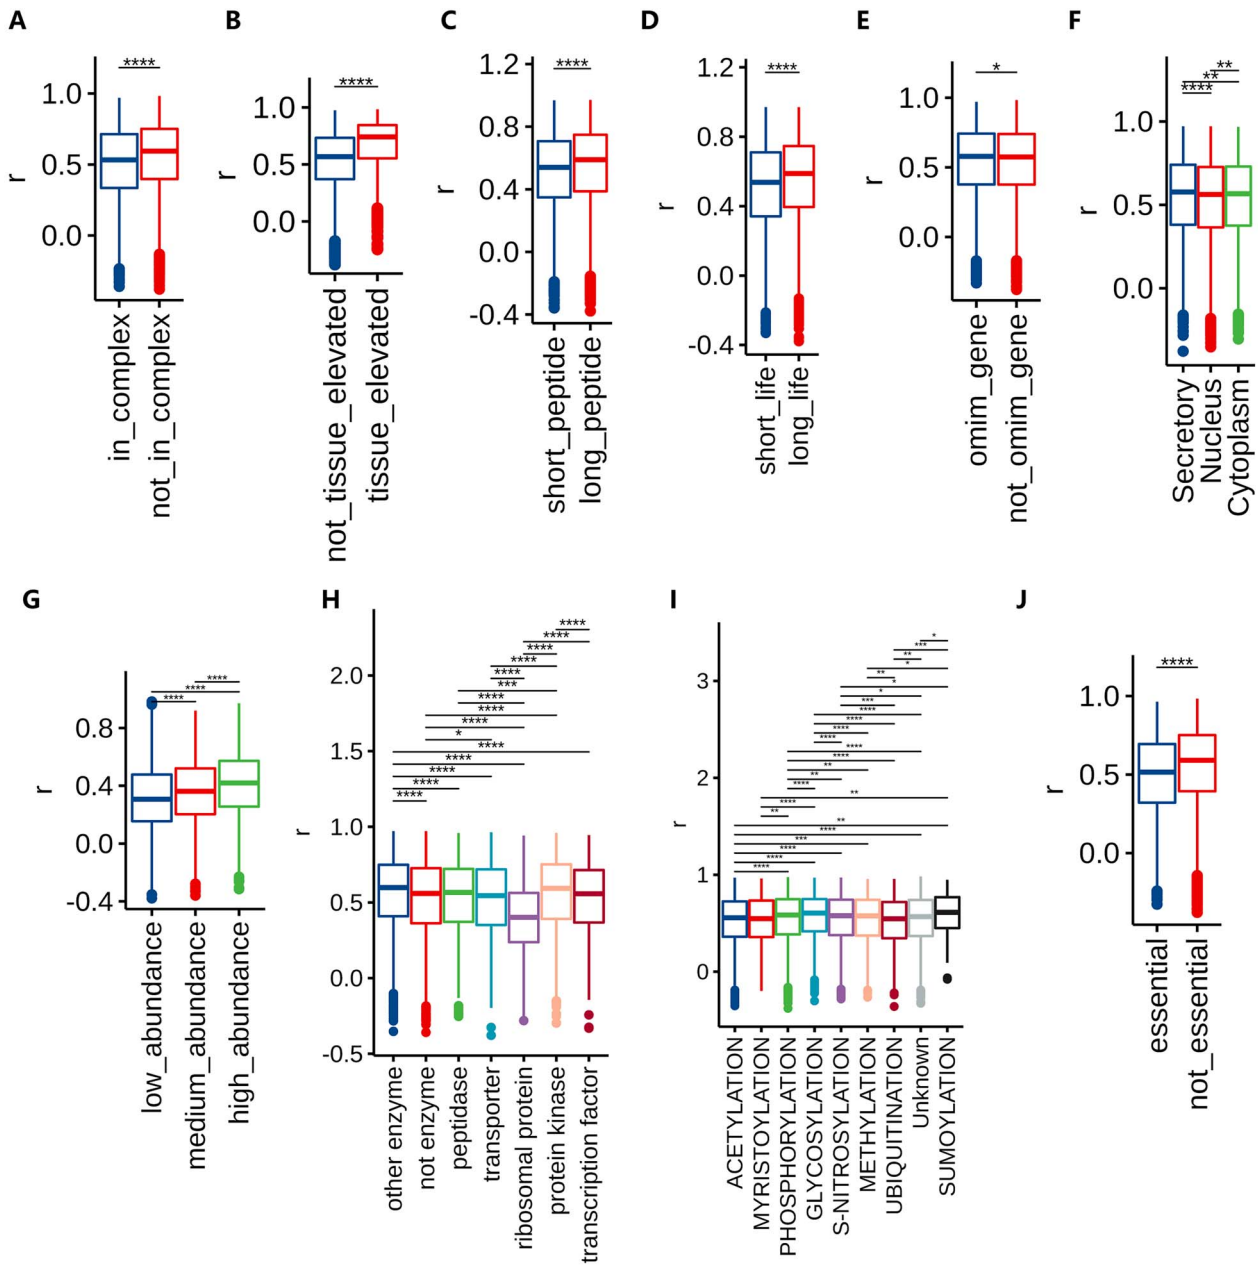 A
****
1.0
0.5
0.0
r
in_complex
not_in_complex
B
****
1.0
0.5
0.0
r
not_tissue_elevated
tissue_elevated
C
****
1.2
0.8
0.4
0.0
-0.4
r
short_peptide
long_peptide
D
****
1.2
0.8
0.4
0.0
-0.4
r
short_life
long_life
E
*
1.0
0.5
0.0
r
omim_gene
not_omim_gene
F
**
**
****
1.0
0.5
0.0
r
Secretory
Nucleus
Cytoplasm
G
****
****
****
0.8
0.4
0.0
-0.4
r
low_abundance
medium_abundance
high_abundance
H
****
****
****
****
****
***
****
****
****
*
****
****
****
****
****
2.0
1.5
1.0
0.5
0.0
-0.5
r
other enzyme
not enzyme
peptidase
transporter
ribosomal protein
protein kinase
transcription factor
I
*
***
**
*
**
*
*
***
****
****
****
****
****
****
**
**
****
**
****
**
**
****
***
****
****
****
3
2
1
0
r
ACETYLATION
MYRISTOYLATION
PHOSPHORYLATION
GLYCOSYLATION
S-NITROSYLATION
METHYLATION
UBIQUITINATION
Unknown
SUMOYLATION
J
****
1.0
0.5
0.0
r
essential
not_essential